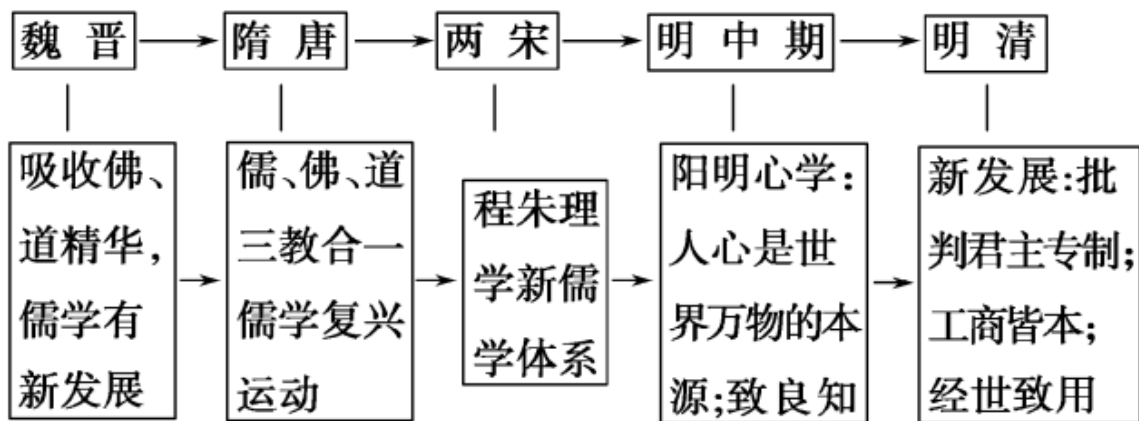 魏晋
隋唐
两宋
明中期
明清
吸收佛、
道精华，
儒学有
新发展
儒、佛、道
三教合一
儒学复兴
运动
程朱理
学新儒
学体系
阳明心学：
人心是世
界万物的本
源;致良知
新发展:批
判君主专制;
工商皆本;
经世致用